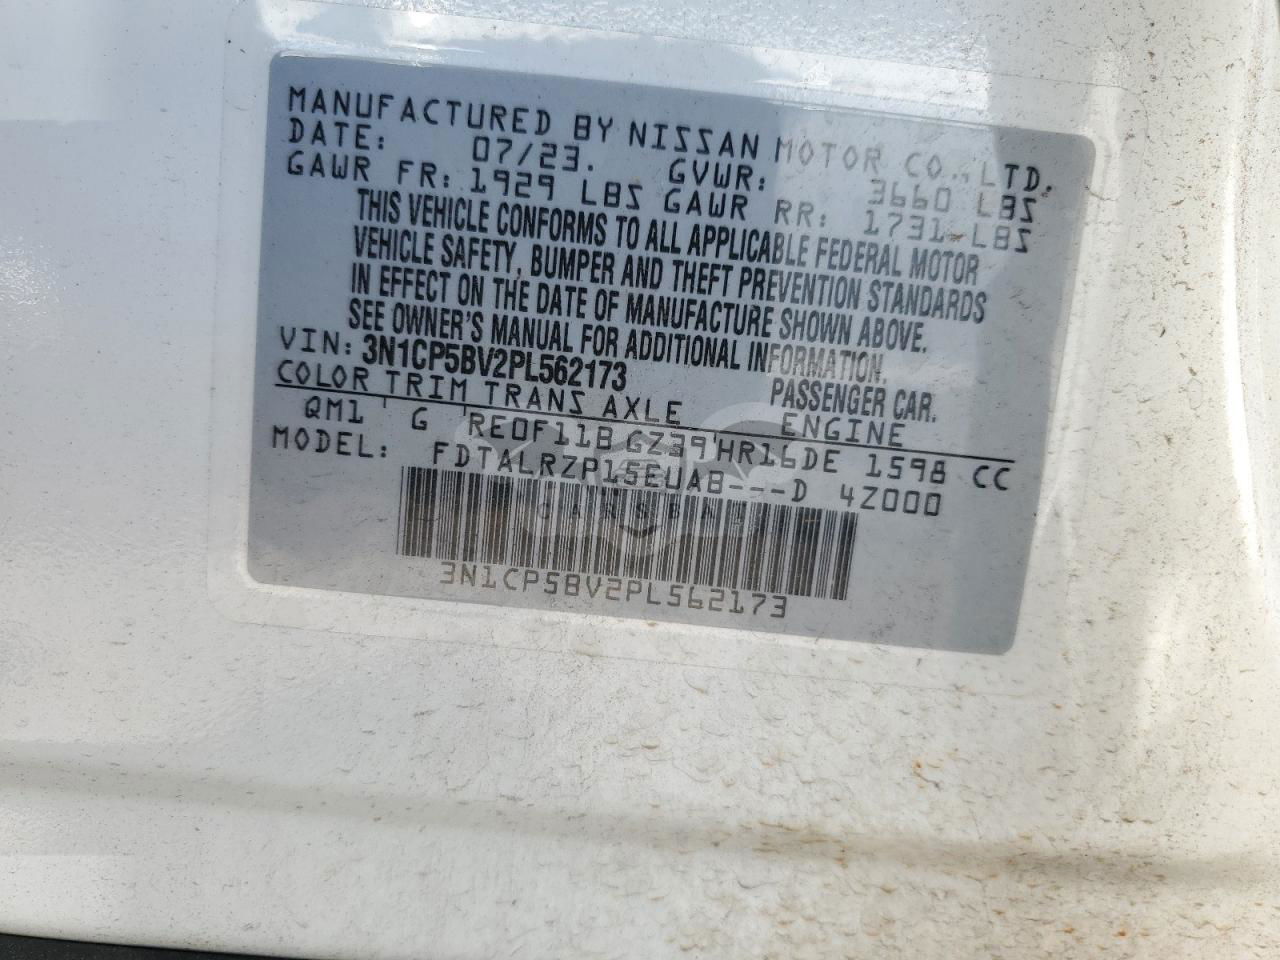 MANUFACTURED BY NISSAN MOTOR CO., LTD.
DATE: 07/23. GVWR: 3660 LBS
GAWR FR: 1929 LBS GAWR RR: 1731 LBS
THIS VEHICLE CONFORMS TO ALL APPLICABLE FEDERAL MOTOR
VEHICLE SAFETY, BUMPER AND THEFT PREVENTION STANDARDS
IN EFFECT ON THE DATE OF MANUFACTURE SHOWN ABOVE.
SEE OWNER'S MANUAL FOR ADDITIONAL INFORMATION.
VIN: 3N1CP5BV2PL562173 PASSENGER CAR.
COLOR TRIM TRANS AXLE ENGINE
QM1 G RE0F11B GZ39 HR16DE 1598 CC
MODEL: FDTALRZP15EUAB---D 4Z000
CARSBAT
3N1CP5BV2PL562173